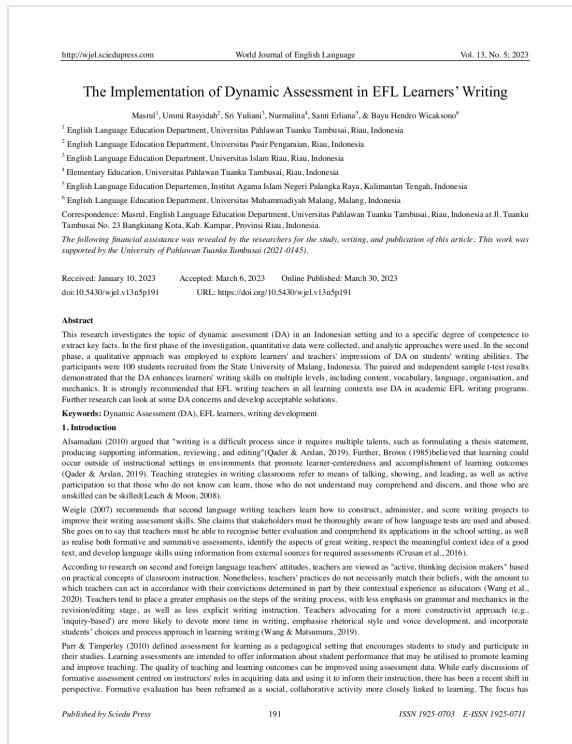 http://wjel.sciedupress.com World Journal of English Language Vol. 13, No. 5; 2023
The Implementation of Dynamic Assessment in EFL Learners' Writing
Masrul1, Ummi Rasyidah2, Sri Yuliani3, Nurmalina4, Santi Erliana5, & Bayu Hendro Wicaksono6
1 English Language Education Department, Universitas Pahlawan Tuanku Tambusai, Riau, Indonesia
2 English Language Education Department, Universitas Pasir Pengaraian, Riau, Indonesia
3 English Language Education Department, Universitas Islam Riau, Riau, Indonesia
4 Elementary Education, Universitas Pahlawan Tuanku Tambusai, Riau, Indonesia
5 English Language Education Departemen, Institut Agama Islam Negeri Palangka Raya, Kalimantan Tengah, Indonesia
6 English Language Education Department, Universitas Muhammadiyah Malang, Malang, Indonesia
Correspondence: Masrul, English Language Education Department, Universitas Pahlawan Tuanku Tambusai, Riau, Indonesia at Jl. Tuanku
Tambusai No. 23 Bangkinang Kota, Kab. Kampar, Provinsi Riau, Indonesia.
The following financial assistance was revealed by the researchers for the study, writing, and publication of this article: This work was
supported by the University of Pahlawan Tuanku Tambusai (2021-0145).
Received: January 10, 2023 Accepted: March 6, 2023 Online Published: March 30, 2023
doi:10.5430/wjel.v13n5p191 URL: https://doi.org/10.5430/wjel.v13n5p191
Abstract
This research investigates the topic of dynamic assessment (DA) in an Indonesian setting and to a specific degree of competence to
extract key facts. In the first phase of the investigation, quantitative data were collected, and analytic approaches were used. In the second
phase, a qualitative approach was employed to explore learners' and teachers' impressions of DA on students' writing abilities. The
participants were 100 students recruited from the State University of Malang, Indonesia. The paired and independent sample t-test results
demonstrated that the DA enhances learners' writing skills on multiple levels, including content, vocabulary, language, organisation, and
mechanics. It is strongly recommended that EFL writing teachers in all learning contexts use DA in academic EFL writing programs.
Further research can look at some DA concerns and develop acceptable solutions.
Keywords: Dynamic Assessment (DA), EFL learners, writing development
1. Introduction
Alsamadani (2010) argued that "writing is a difficult process since it requires multiple talents, such as formulating a thesis statement,
producing supporting information, reviewing, and editing"(Qader & Arslan, 2019). Further, Brown (1985)believed that learning could
occur outside of instructional settings in environments that promote learner-centeredness and accomplishment of learning outcomes
(Qader & Arslan, 2019). Teaching strategies in writing classrooms refer to means of talking, showing, and leading, as well as active
participation so that those who do not know can learn, those who do not understand may comprehend and discern, and those who are
unskilled can be skilled(Leach & Moon, 2008).
Weigle (2007) recommends that second language writing teachers learn how to construct, administer, and score writing projects to
improve their writing assessment skills. She claims that stakeholders must be thoroughly aware of how language tests are used and abused.
She goes on to say that teachers must be able to recognise better evaluation and comprehend its applications in the school setting, as well
as realise both formative and summative assessments, identify the aspects of great writing, respect the meaningful context idea of a good
text, and develop language skills using information from external sources for required assessments (Crusan et al., 2016).
According to research on second and foreign language teachers' attitudes, teachers are viewed as "active, thinking decision makers" based
on practical concepts of classroom instruction. Nonetheless, teachers' practices do not necessarily match their beliefs, with the amount to
which teachers can act in accordance with their convictions determined in part by their contextual experience as educators (Wang et al.,
2020). Teachers tend to place a greater emphasis on the steps of the writing process, with less emphasis on grammar and mechanics in the
revision/editing stage, as well as less explicit writing instruction. Teachers advocating for a more constructivist approach (e.g.,
'inquiry-based') are more likely to devote more time in writing, emphasise rhetorical style and voice development, and incorporate
students' choices and process approach in learning writing (Wang & Matsumura, 2019).
Parr & Timperley (2010) defined assessment for learning as a pedagogical setting that encourages students to study and participate in
their studies. Learning assessments are intended to offer information about student performance that may be utilised to promote learning
and improve teaching. The quality of teaching and learning outcomes can be improved using assessment data. While early discussions of
formative assessment centred on instructors' roles in acquiring data and using it to inform their instruction, there has been a recent shift in
perspective. Formative evaluation has been reframed as a social, collaborative activity more closely linked to learning. The focus has
Published by Sciedu Press 191 ISSN 1925-0703 E-ISSN 1925-0711